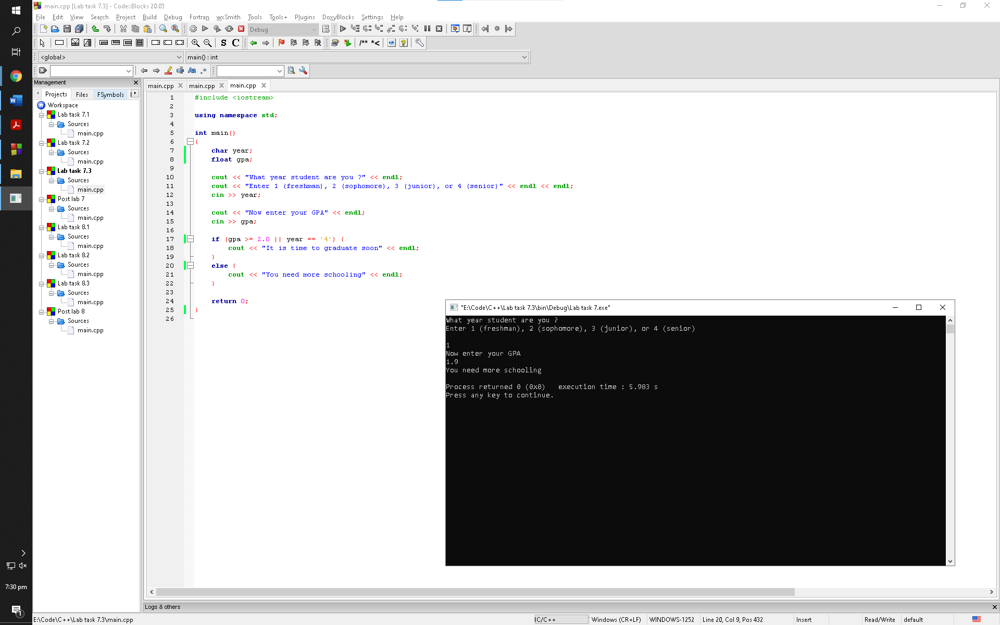 main.cpp [Lab task 7.3] - Code::Blocks 20.03
File Edit View Search Project Build Debug Fortran wxSmith Tools Tools+ Plugins DoxyBlocks Settings Help
Debug
S C /** *<
<global> main() : int
Aa .*
Management
Projects Files FSymbols
Workspace
Lab task 7.1
Sources
main.cpp
Lab task 7.2
Sources
main.cpp
Lab task 7.3
Sources
main.cpp
Post lab 7
Sources
main.cpp
Lab task 8.1
Sources
main.cpp
Lab task 8.2
Sources
main.cpp
Lab task 8.3
Sources
main.cpp
Post lab 8
Sources
main.cpp
main.cpp main.cpp main.cpp
1 #include <iostream>
2
3 using namespace std;
4
5 int main()
6 {
7 char year;
8 float gpa;
9
10 cout << "What year student are you ?" << endl;
11 cout << "Enter 1 (freshman), 2 (sophomore), 3 (junior), or 4 (senior)" << endl << endl;
12 cin >> year;
13
14 cout << "Now enter your GPA" << endl;
15 cin >> gpa;
16
17 if (gpa >= 2.0 || year == '4') {
18 cout << "It is time to graduate soon" << endl;
19 }
20 else {
21 cout << "You need more schooling" << endl;
22 }
23
24 return 0;
25 }
26
"E:\Code\C++\Lab task 7.3\bin\Debug\Lab task 7.exe"
What year student are you ?
Enter 1 (freshman), 2 (sophomore), 3 (junior), or 4 (senior)
1
Now enter your GPA
1.9
You need more schooling
Process returned 0 (0x0)   execution time : 5.983 s
Press any key to continue.
7:30 pm
1
Logs & others
E:\Code\C++\Lab task 7.3\main.cpp C/C++ Windows (CR+LF) WINDOWS-1252 Line 20, Col 9, Pos 432 Insert Read/Write default